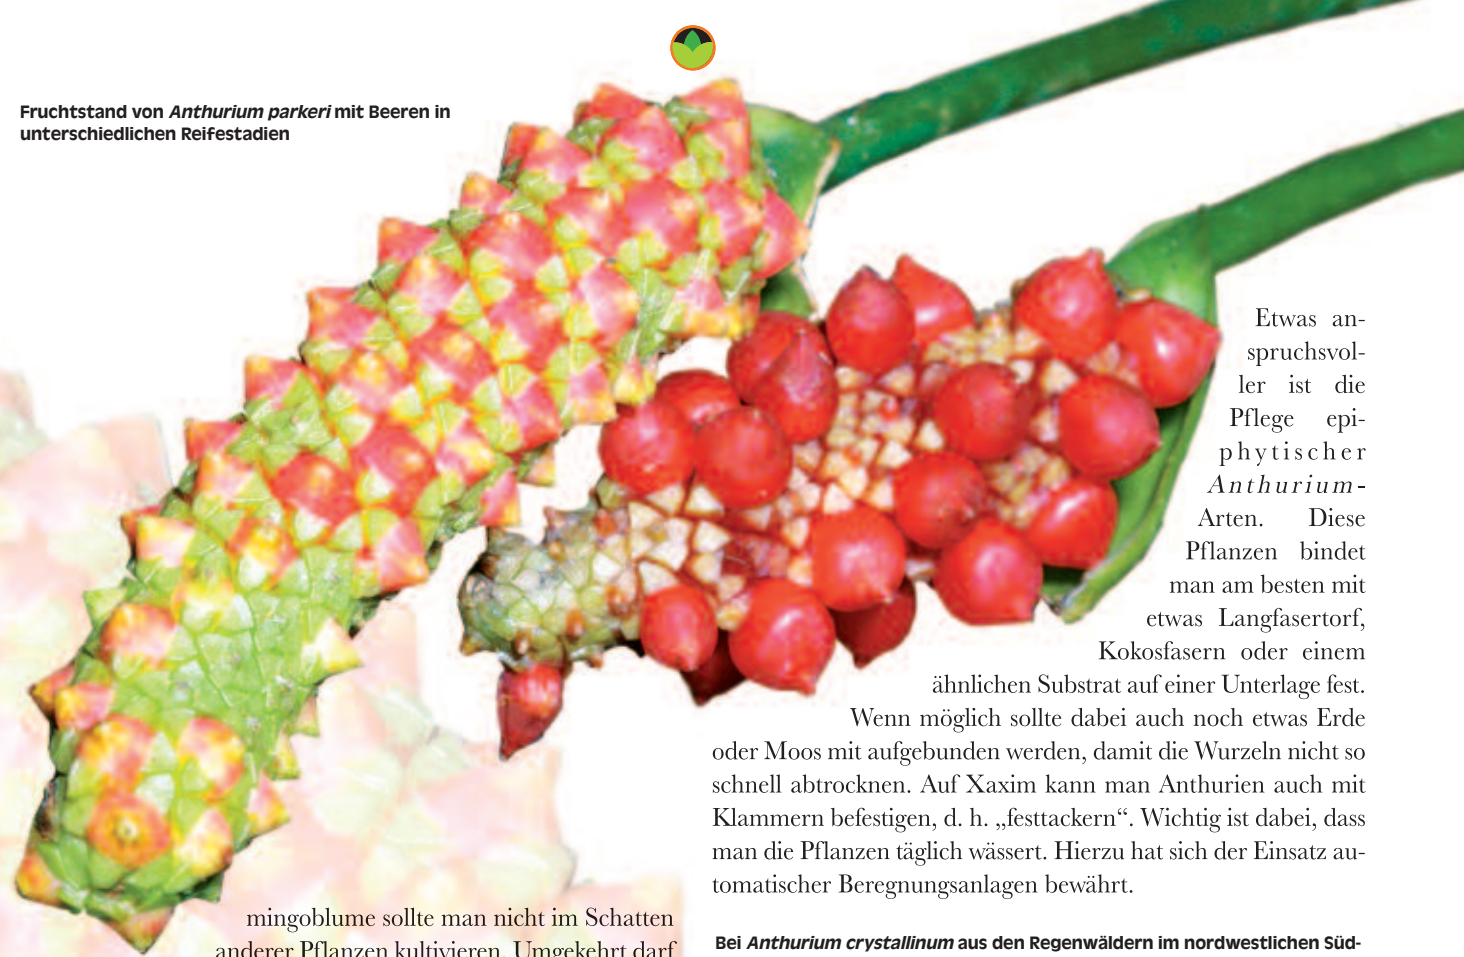 Fruchtstand von Anthurium parkeri mit Beeren in
unterschiedlichen Reifestadien
mingoblume sollte man nicht im Schatten
anderer Pflanzen kultivieren. Umgekehrt darf
Etwas an-
spruchsvol-
ler ist die
Pflege epi-
phytischer
Anthurium-
Arten. Diese
Pflanzen bindet
man am besten mit
etwas Langfasertorf,
Kokosfasern oder einem
ähnlichen Substrat auf einer Unterlage fest.
Wenn möglich sollte dabei auch noch etwas Erde
oder Moos mit aufgebunden werden, damit die Wurzeln nicht so
schnell abtrocknen. Auf Xaxim kann man Anthurien auch mit
Klammern befestigen, d. h. „festtackern“. Wichtig ist dabei, dass
man die Pflanzen täglich wässert. Hierzu hat sich der Einsatz au-
tomatischer Beregnungsanlagen bewährt.
Bei Anthurium crystallinum aus den Regenwäldern im nordwestlichen Süd-